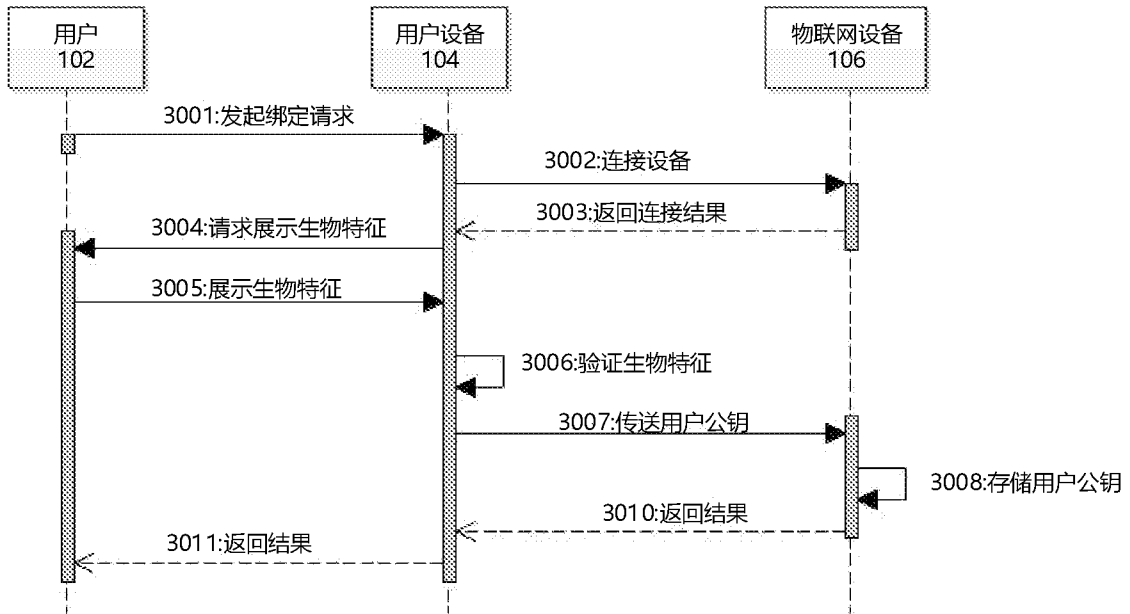 用户
102
用户设备
104
物联网设备
106
3001:发起绑定请求
3002:连接设备
3003:返回连接结果
3004:请求展示生物特征
3005:展示生物特征
3006:验证生物特征
3007:传送用户公钥
3008:存储用户公钥
3010:返回结果
3011:返回结果